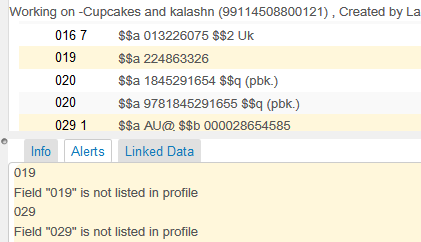 Working on -Cupcakes and kalashn (99114508800121) , Created by La
016 7 $$a 013226075 $$2 Uk
019 $$a 224863326
020 $$a 1845291654 $$q (pbk.)
020 $$a 9781845291655 $$q (pbk.)
029 1 $$a AU@ $$b 000028654585
Info Alerts Linked Data
019
Field "019" is not listed in profile
029
Field "029" is not listed in profile